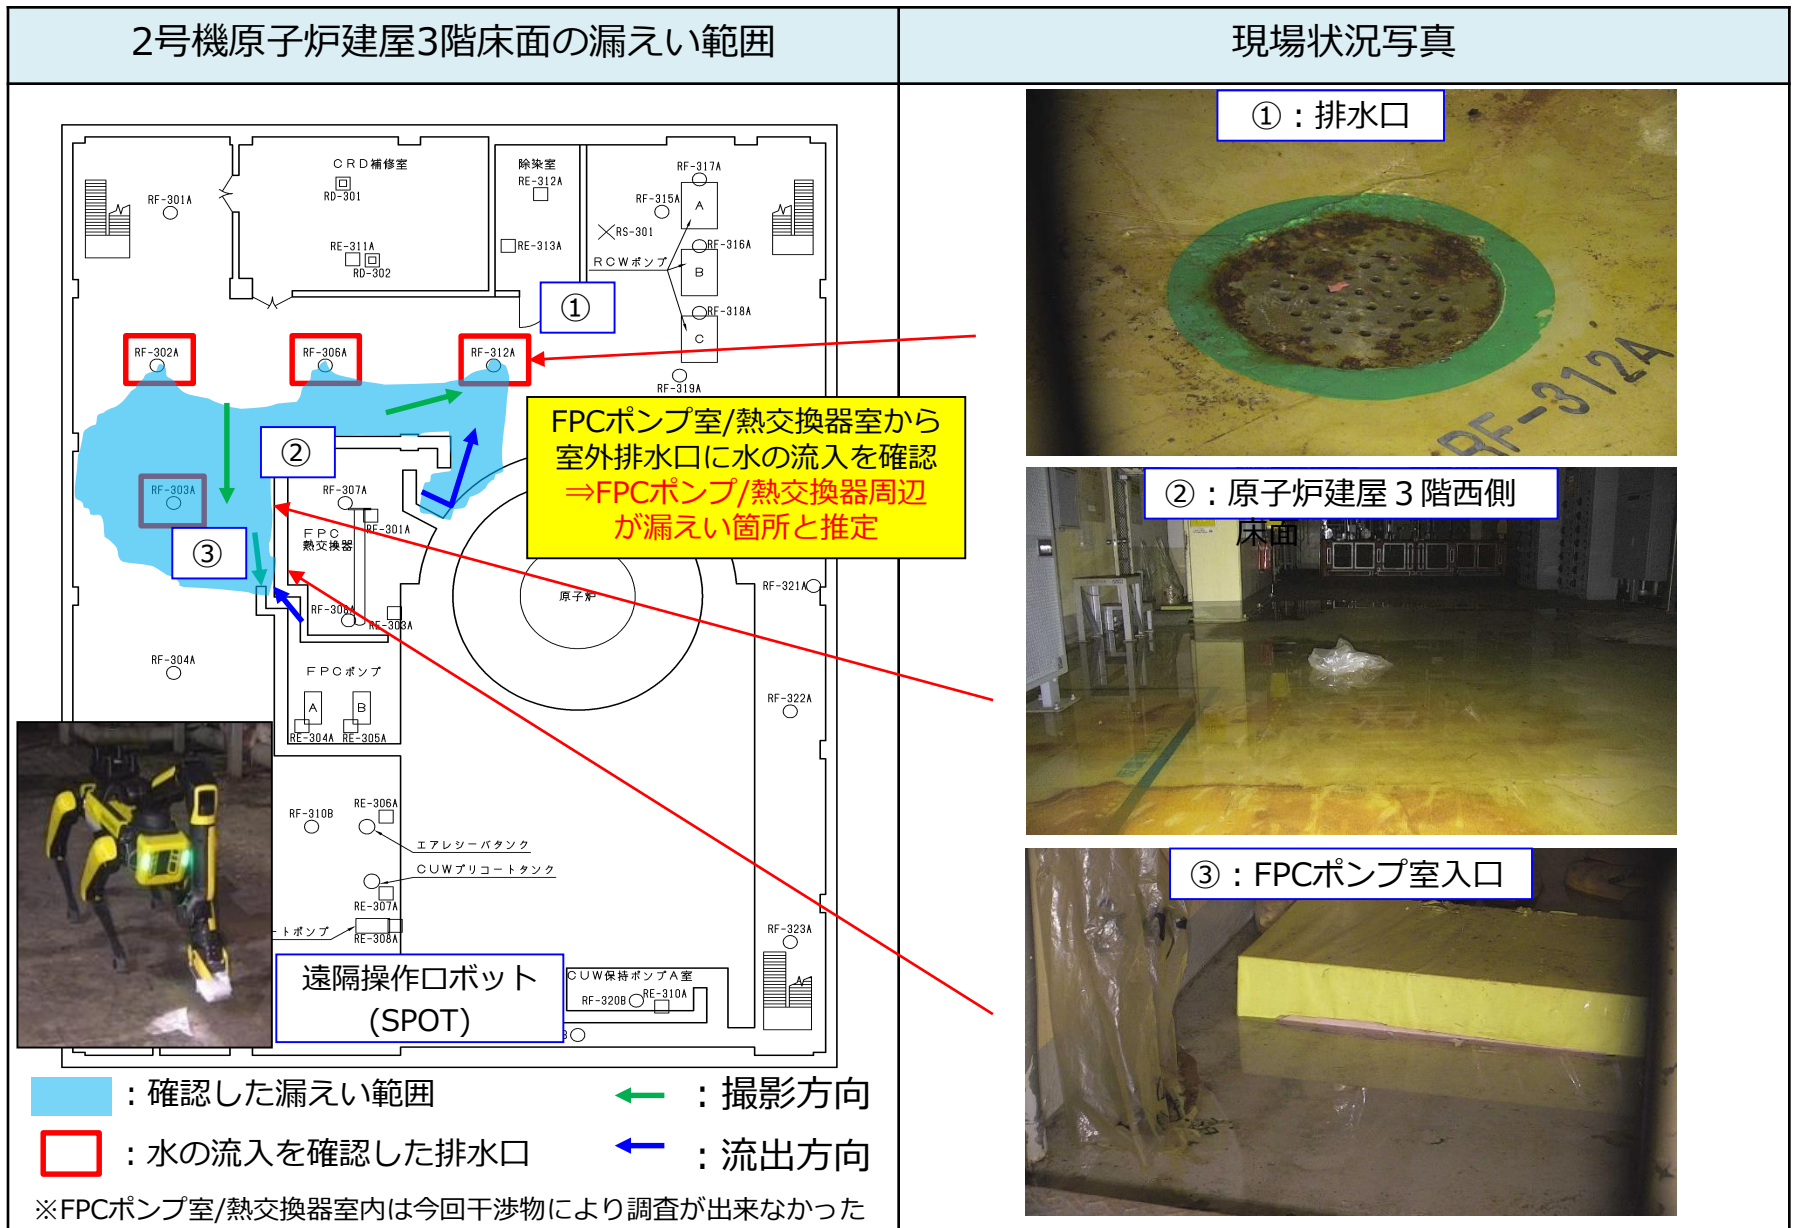 2号機原子炉建屋3階床面の漏えい範囲
現場状況写真
CRD補修室
RD-301
RE-311A
RD-302
除染室
RE-312A
RE-313A
RF-301A
RF-317A
RF-315A
A
RS-301
RF-316A
RCWポンプ
B
RF-318A
C
RF-319A
①
RF-302A
RF-306A
RF-312A
②
RF-303A
③
RF-307A
RE-301A
FPC
熱交換器
RF-308A
RE-303A
原子炉
FPCポンプ室/熱交換器室から
室外排水口に水の流入を確認
⇒FPCポンプ/熱交換器周辺
が漏えい箇所と推定
RF-321A
RF-304A
FPCポンプ
A
B
RE-304A
RE-305A
RF-322A
RF-310B
RE-306A
エアレシーバタンク
CUWプリコートタンク
RE-307A
トポンプ
RE-308A
RF-323A
CUW保持ポンプA室
RF-320B
RE-310A
B
遠隔操作ロボット
(SPOT)
：確認した漏えい範囲
：撮影方向
：水の流入を確認した排水口
：流出方向
※FPCポンプ室/熱交換器室内は今回干渉物により調査が出来なかった
①：排水口
RF-312A
②：原子炉建屋３階西側
床面
③：FPCポンプ室入口